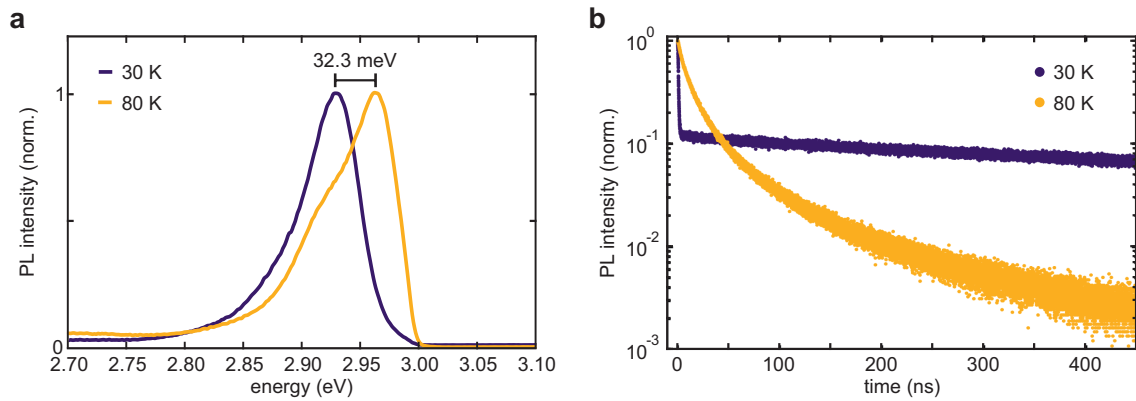 a
32.3 meV
30 K
80 K
1
0
PL intensity (norm.)
2.70 2.75 2.80 2.85 2.90 2.95 3.00 3.05 3.10
energy (eV)
b
10^0
10^-1
10^-2
10^-3
30 K
80 K
PL intensity (norm.)
0 100 200 300 400
time (ns)